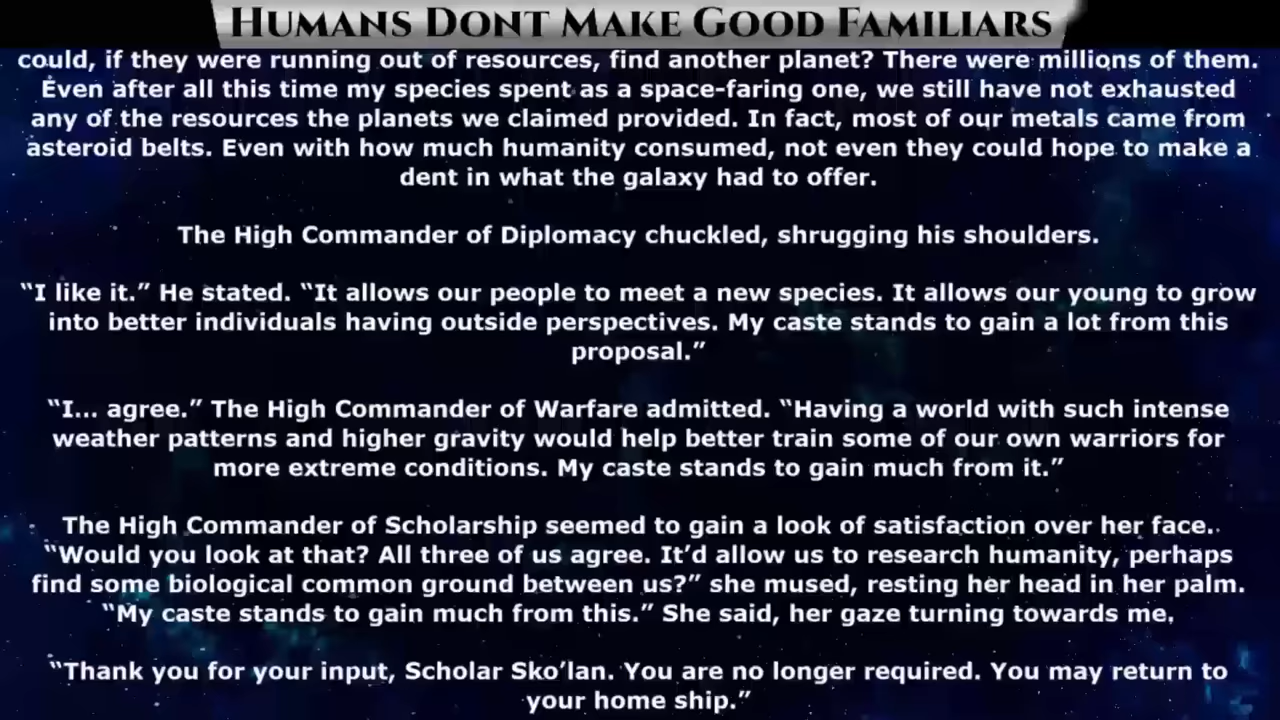 HUMANS DONT MAKE GOOD FAMILIARS
could, if they were running out of resources, find another planet? There were millions of them.
Even after all this time my species spent as a space-faring one, we still have not exhausted
any of the resources the planets we claimed provided. In fact, most of our metals came from
asteroid belts. Even with how much humanity consumed, not even they could hope to make a
dent in what the galaxy had to offer.
The High Commander of Diplomacy chuckled, shrugging his shoulders.
“I like it.” He stated. “It allows our people to meet a new species. It allows our young to grow
into better individuals having outside perspectives. My caste stands to gain a lot from this
proposal.”
“I... agree.” The High Commander of Warfare admitted. “Having a world with such intense
weather patterns and higher gravity would help better train some of our own warriors for
more extreme conditions. My caste stands to gain much from it.”
The High Commander of Scholarship seemed to gain a look of satisfaction over her face.
“Would you look at that? All three of us agree. It’d allow us to research humanity, perhaps
find some biological common ground between us?” she mused, resting her head in her palm.
“My caste stands to gain much from this.” She said, her gaze turning towards me.
“Thank you for your input, Scholar Sko’lan. You are no longer required. You may return to
your home ship.”